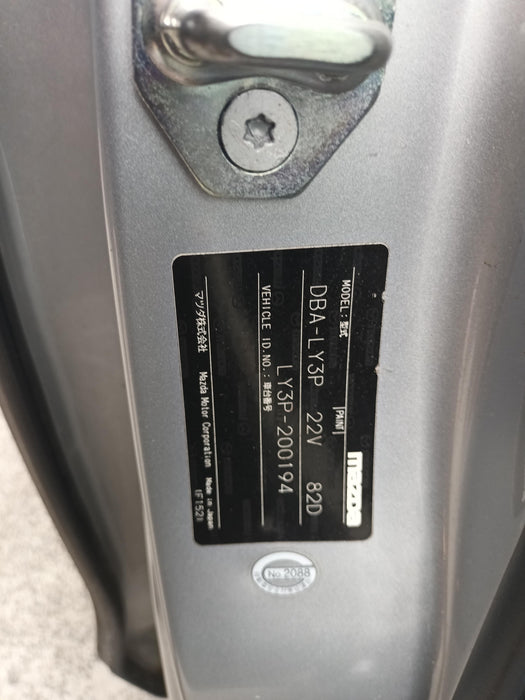 MODEL:型式 PAINT mazda
DBA-LY3P 22V 82D
VEHICLE ID.NO.:車台番号
LY3P-200194
マツダ株式会社 Mazda Motor Corporation Made in Japan
(F152)
No.2088